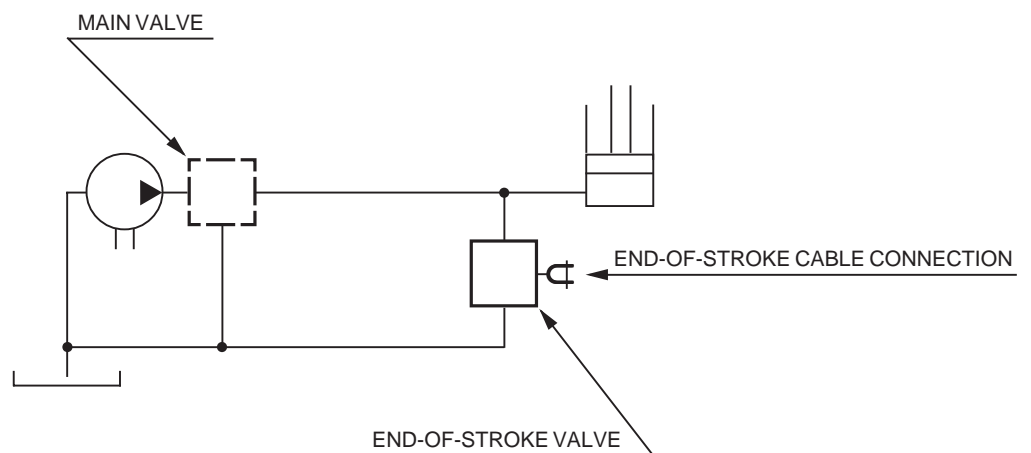 MAIN VALVE
END-OF-STROKE CABLE CONNECTION
END-OF-STROKE VALVE